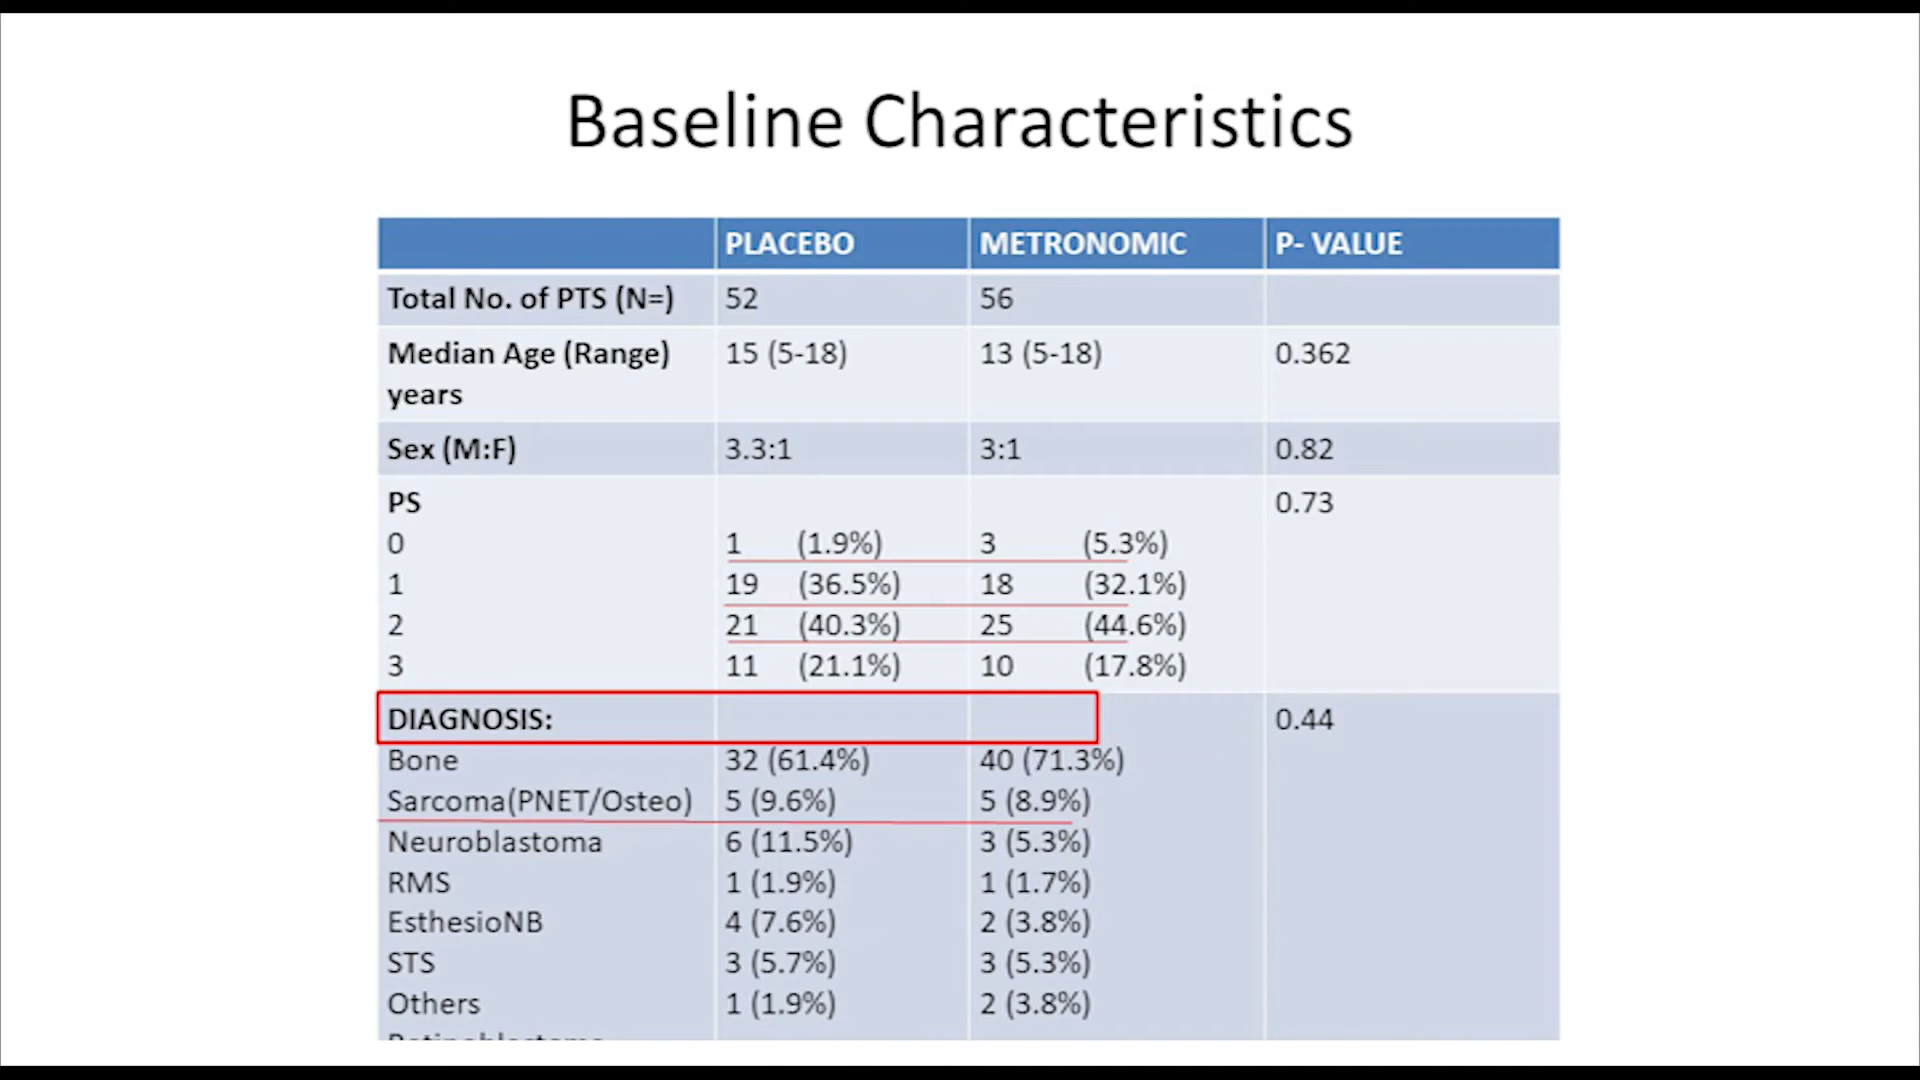 Baseline Characteristics
PLACEBO METRONOMIC P- VALUE
Total No. of PTS (N=) 52 56
Median Age (Range) 15 (5-18) 13 (5-18) 0.362
years
Sex (M:F) 3.3:1 3:1 0.82
PS 0.73
0 1 (1.9%) 3 (5.3%)
1 19 (36.5%) 18 (32.1%)
2 21 (40.3%) 25 (44.6%)
3 11 (21.1%) 10 (17.8%)
DIAGNOSIS: 0.44
Bone 32 (61.4%) 40 (71.3%)
Sarcoma(PNET/Osteo) 5 (9.6%) 5 (8.9%)
Neuroblastoma 6 (11.5%) 3 (5.3%)
RMS 1 (1.9%) 1 (1.7%)
EsthesioNB 4 (7.6%) 2 (3.8%)
STS 3 (5.7%) 3 (5.3%)
Others 1 (1.9%) 2 (3.8%)